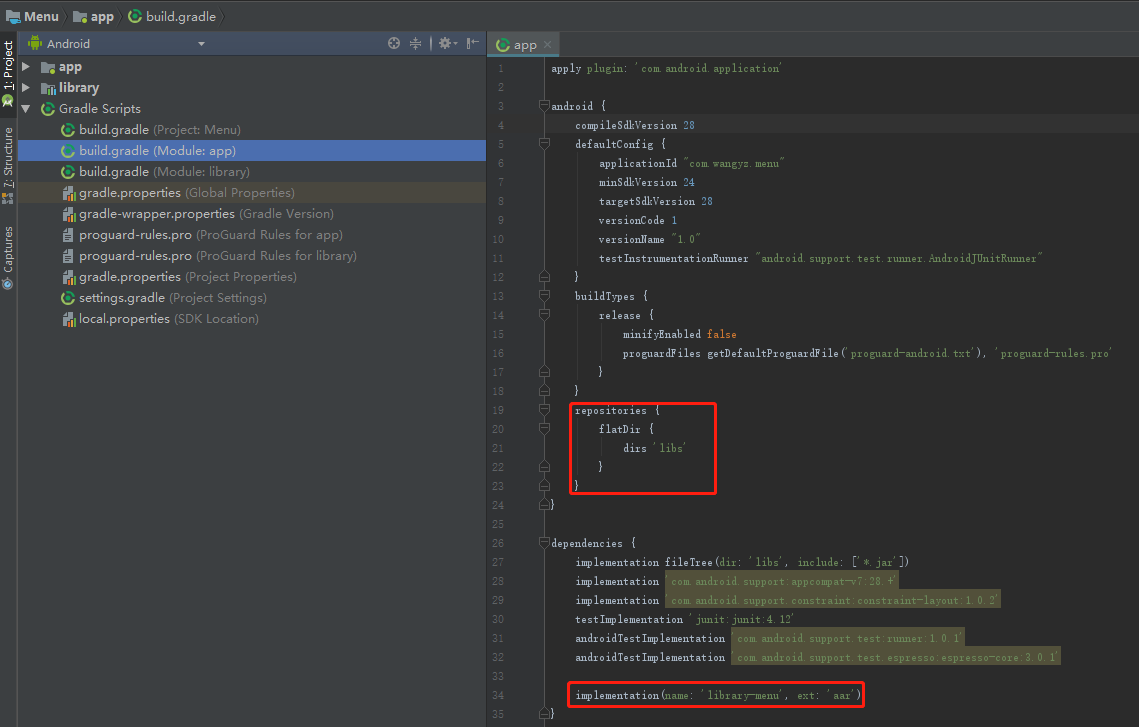 Menu app build.gradle
Android
app
1: Project
7: Structure
Captures
app
library
Gradle Scripts
build.gradle (Project: Menu)
build.gradle (Module: app)
build.gradle (Module: library)
gradle.properties (Global Properties)
gradle-wrapper.properties (Gradle Version)
proguard-rules.pro (ProGuard Rules for app)
proguard-rules.pro (ProGuard Rules for library)
gradle.properties (Project Properties)
settings.gradle (Project Settings)
local.properties (SDK Location)
1 apply plugin: 'com.android.application'
2
3 android {
4 compileSdkVersion 28
5 defaultConfig {
6 applicationId "com.wangyz.menu"
7 minSdkVersion 24
8 targetSdkVersion 28
9 versionCode 1
10 versionName "1.0"
11 testInstrumentationRunner "android.support.test.runner.AndroidJUnitRunner"
12 }
13 buildTypes {
14 release {
15 minifyEnabled false
16 proguardFiles getDefaultProguardFile('proguard-android.txt'), 'proguard-rules.pro'
17 }
18 }
19 repositories {
20 flatDir {
21 dirs 'libs'
22 }
23 }
24 }
25
26 dependencies {
27 implementation fileTree(dir: 'libs', include: ['*.jar'])
28 implementation 'com.android.support:appcompat-v7:28.+'
29 implementation 'com.android.support.constraint:constraint-layout:1.0.2'
30 testImplementation 'junit:junit:4.12'
31 androidTestImplementation 'com.android.support.test:runner:1.0.1'
32 androidTestImplementation 'com.android.support.test.espresso:espresso-core:3.0.1'
33
34 implementation(name: 'library-menu', ext: 'aar')
35 }